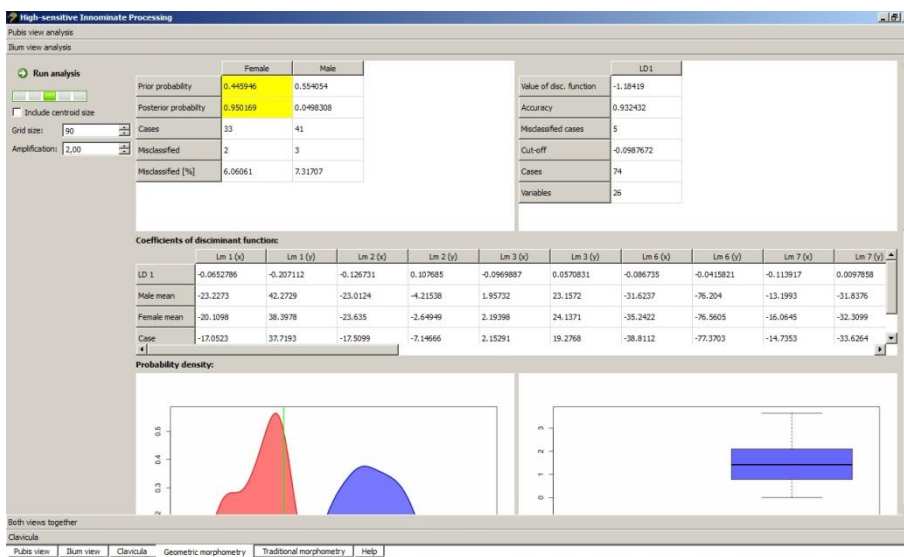 High-sensitive Innominate Processing
Pubis view analysis
Ilium view analysis
Run analysis
Include centroid size
Grid size: 90
Amplification: 2,00
Female Male
Prior probability 0.445946 0.554054
Posterior probabilty 0.950169 0.0498308
Cases 33 41
Misclassified 2 3
Misclassified [%] 6.06061 7.31707
LD1
Value of disc. function -1.18419
Accuracy 0.932432
Misclassified cases 5
Cut-off -0.0987672
Cases 74
Variables 26
Coefficients of disciminant function:
Lm 1 (x) Lm 1 (y) Lm 2 (x) Lm 2 (y) Lm 3 (x) Lm 3 (y) Lm 6 (x) Lm 6 (y) Lm 7 (x) Lm 7 (y)
LD 1 -0.0652786 -0.207112 -0.126731 0.107685 -0.0969887 0.0570831 -0.086735 -0.0415821 -0.113917 0.0097858
Male mean -23.2273 42.2729 -23.0124 -4.21538 1.95732 23.1572 -31.6237 -76.204 -13.1993 -31.8376
Female mean -20.1098 38.3978 -23.635 -2.64949 2.19398 24.1371 -35.2422 -76.5605 -16.0645 -32.3099
Case -17.0523 37.7193 -17.5099 -7.14666 2.15291 19.2768 -38.8112 -77.3703 -14.7353 -33.6264
Probability density:
0.5
0.4
0.3
3
2
1
0
Both views together
Clavicula
Pubis view Ilium view Clavicula Geometric morphometry Traditional morphometry Help